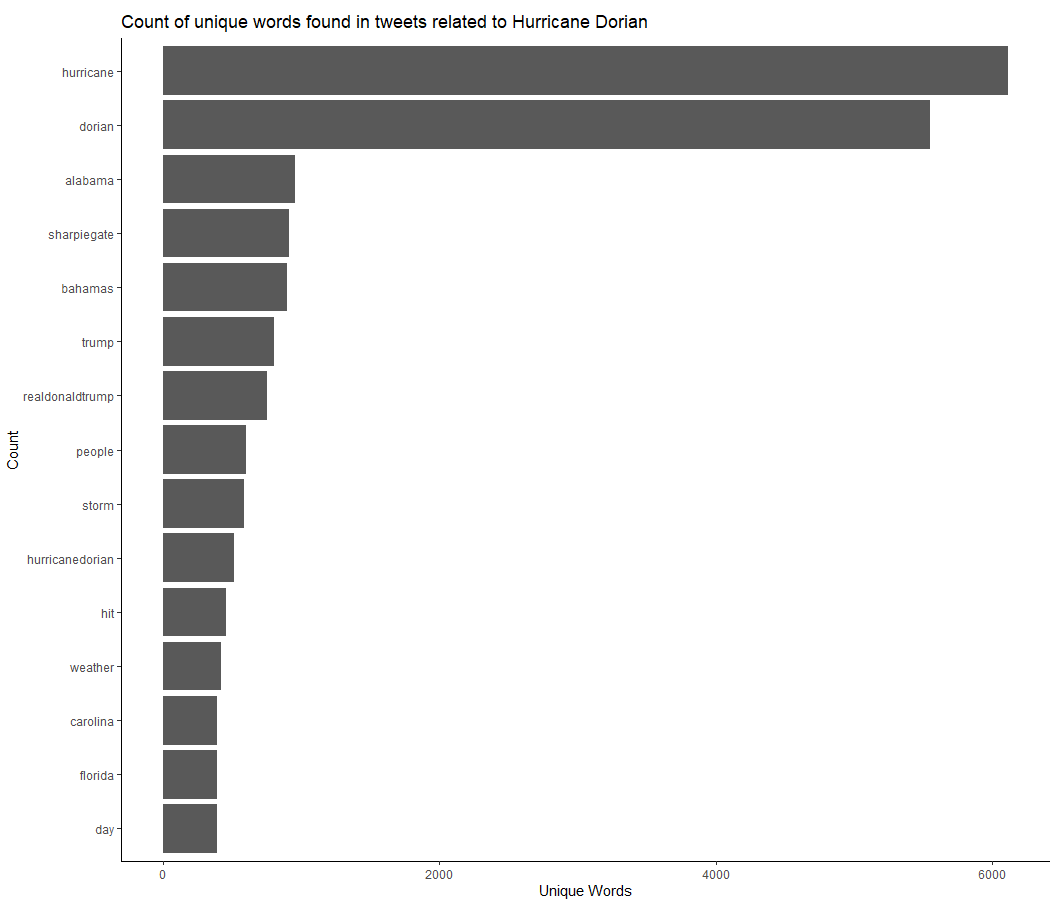 Count of unique words found in tweets related to Hurricane Dorian
hurricane
dorian
alabama
sharpiegate
bahamas
trump
realdonaldtrump
people
storm
hurricanedorian
hit
weather
carolina
florida
day
Count
0 2000 4000 6000
Unique Words